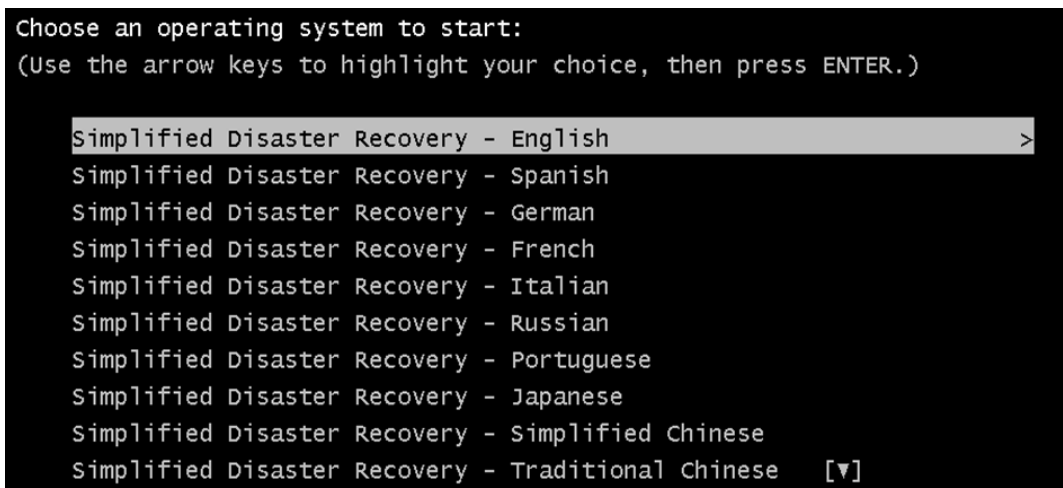 Choose an operating system to start:
(Use the arrow keys to highlight your choice, then press ENTER.)
Simplified Disaster Recovery - English >
Simplified Disaster Recovery - Spanish
Simplified Disaster Recovery - German
Simplified Disaster Recovery - French
Simplified Disaster Recovery - Italian
Simplified Disaster Recovery - Russian
Simplified Disaster Recovery - Portuguese
Simplified Disaster Recovery - Japanese
Simplified Disaster Recovery - Simplified Chinese
Simplified Disaster Recovery - Traditional Chinese [▼]